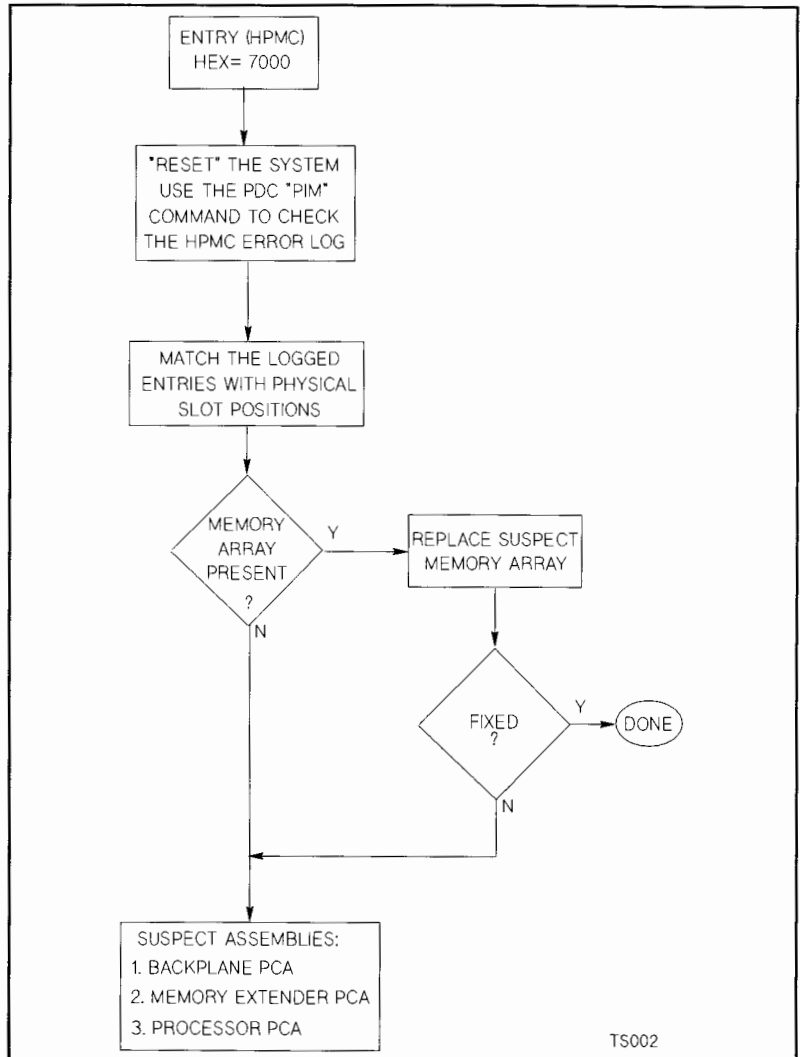 ENTRY (HPMC)
HEX= 7000
"RESET" THE SYSTEM
USE THE PDC "PIM"
COMMAND TO CHECK
THE HPMC ERROR LOG
MATCH THE LOGGED
ENTRIES WITH PHYSICAL
SLOT POSITIONS
MEMORY
ARRAY
PRESENT
?
Y
N
REPLACE SUSPECT
MEMORY ARRAY
FIXED
?
Y
DONE
N
SUSPECT ASSEMBLIES:
1. BACKPLANE PCA
2. MEMORY EXTENDER PCA
3. PROCESSOR PCA
TS002